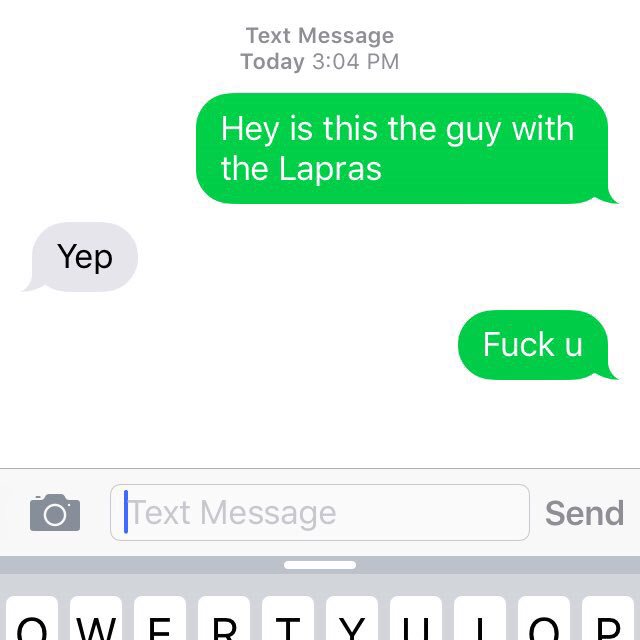 Text Message
Today 3:04 PM
Hey is this the guy with
the Lapras
Yep
Fuck u
Text Message
Send
Q W E R T Y U I O P